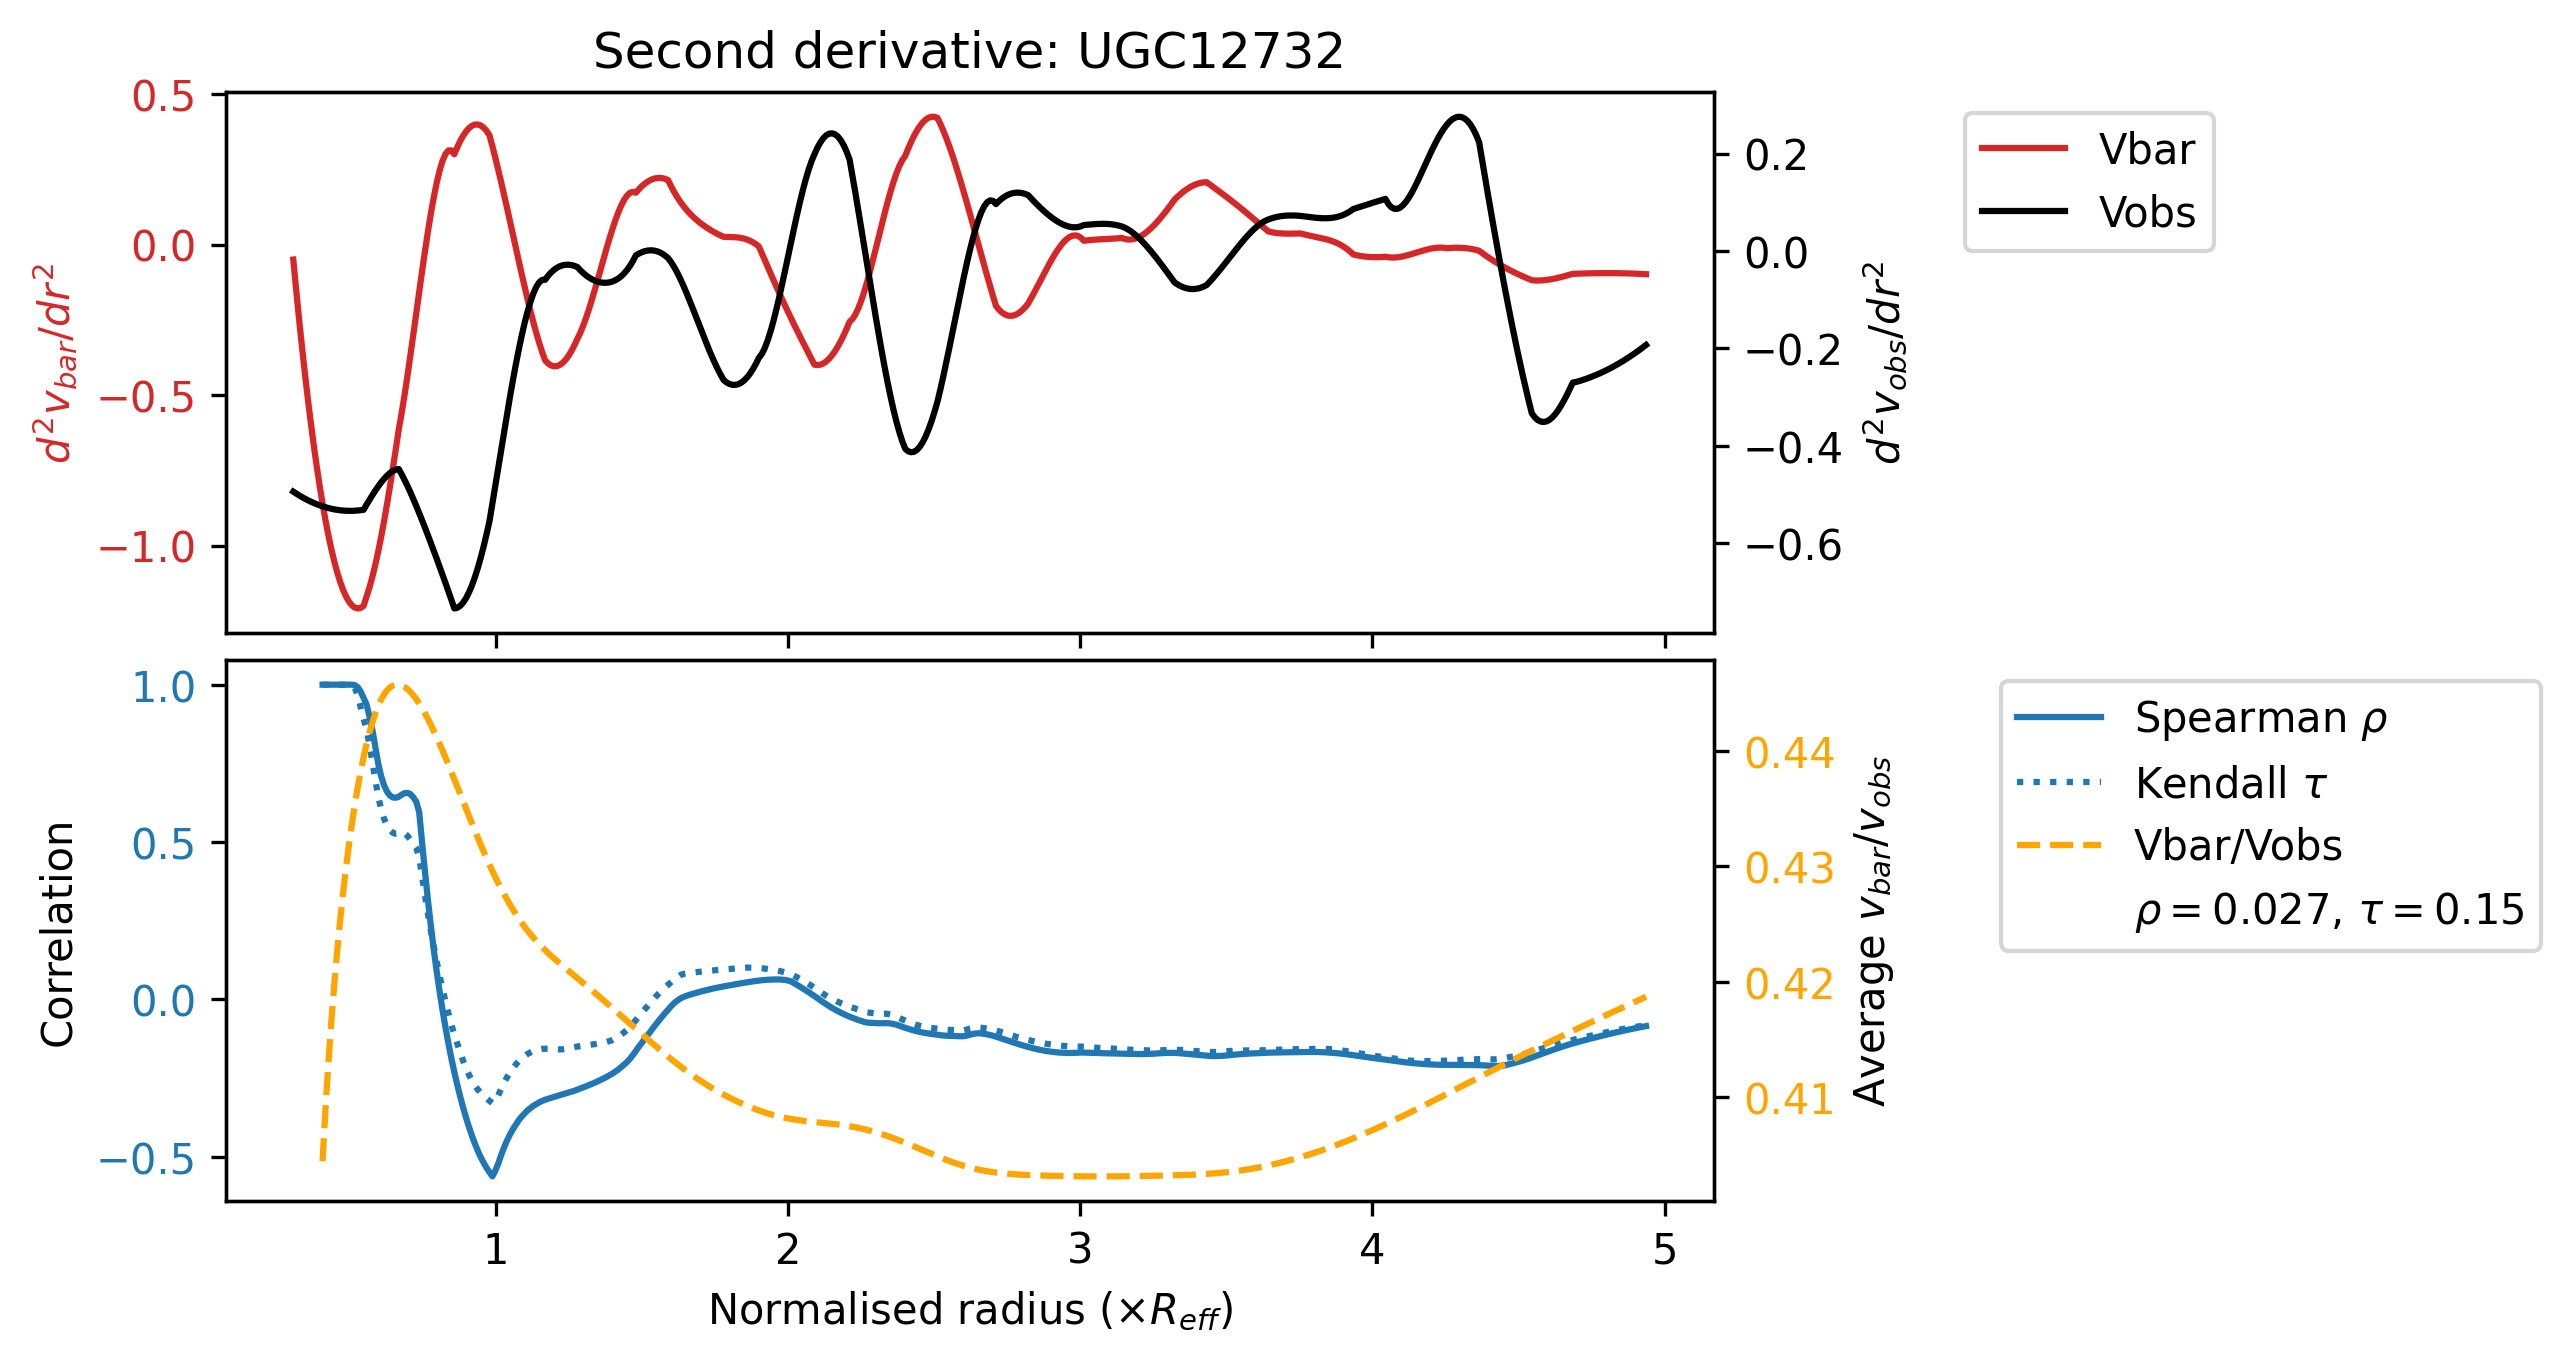 Second derivative: UGC12732
0.5
0.0
−0.5
−1.0
d²v_bar/dr²
0.2
0.0
−0.2
−0.4
−0.6
d²v_obs/dr²
Vbar
Vobs
1.0
0.5
0.0
−0.5
Correlation
0.44
0.43
0.42
0.41
Average v_bar/v_obs
Spearman ρ
Kendall τ
Vbar/Vobs
ρ = 0.027, τ = 0.15
1 2 3 4 5
Normalised radius (×R_eff)